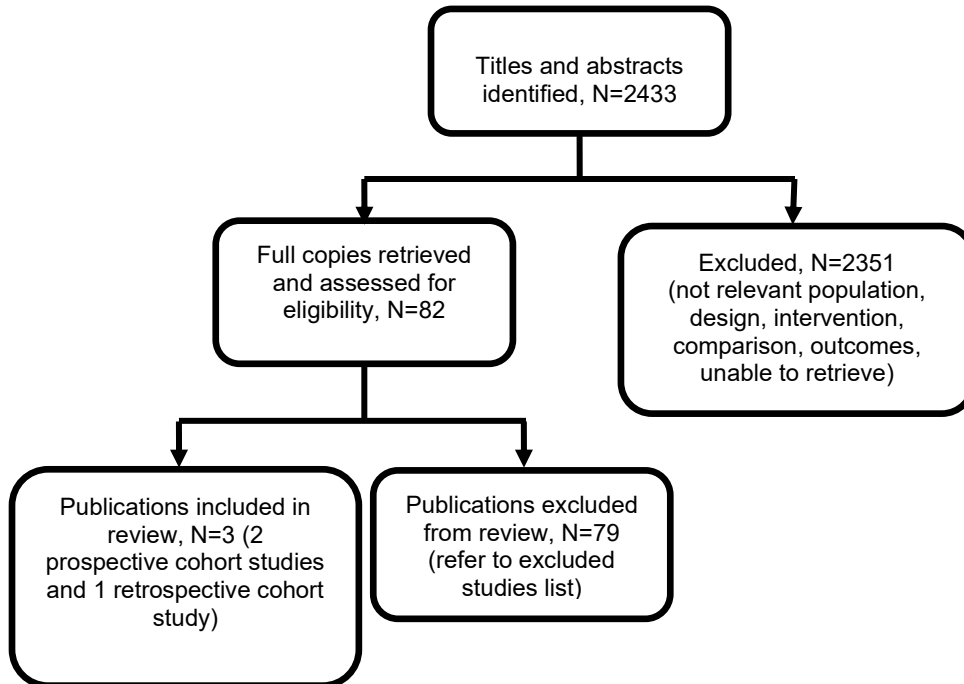 Titles and abstracts
identified, N=2433
Full copies retrieved
and assessed for
eligibility, N=82
Excluded, N=2351
(not relevant population,
design, intervention,
comparison, outcomes,
unable to retrieve)
Publications included in
review, N=3 (2
prospective cohort studies
and 1 retrospective cohort
study)
Publications excluded
from review, N=79
(refer to excluded
studies list)